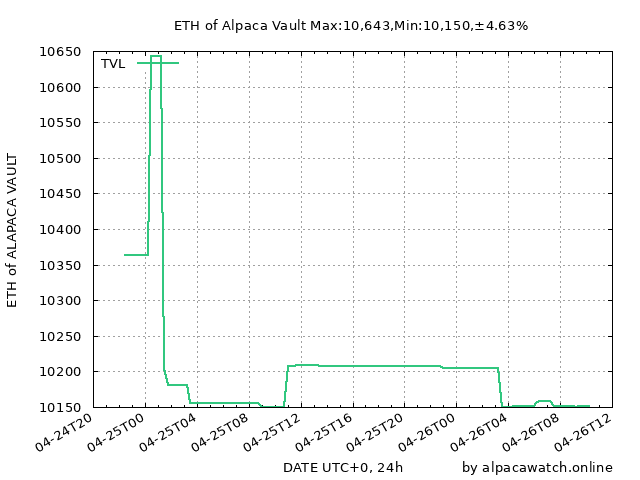 ETH of Alpaca Vault Max:10,643,Min:10,150,±4.63%
TVL
ETH of ALAPACA VAULT
10650
10600
10550
10500
10450
10400
10350
10300
10250
10200
10150
04-24T20
04-25T00
04-25T04
04-25T08
04-25T12
04-25T16
04-25T20
04-26T00
04-26T04
04-26T08
04-26T12
DATE UTC+0, 24h
by alpacawatch.online